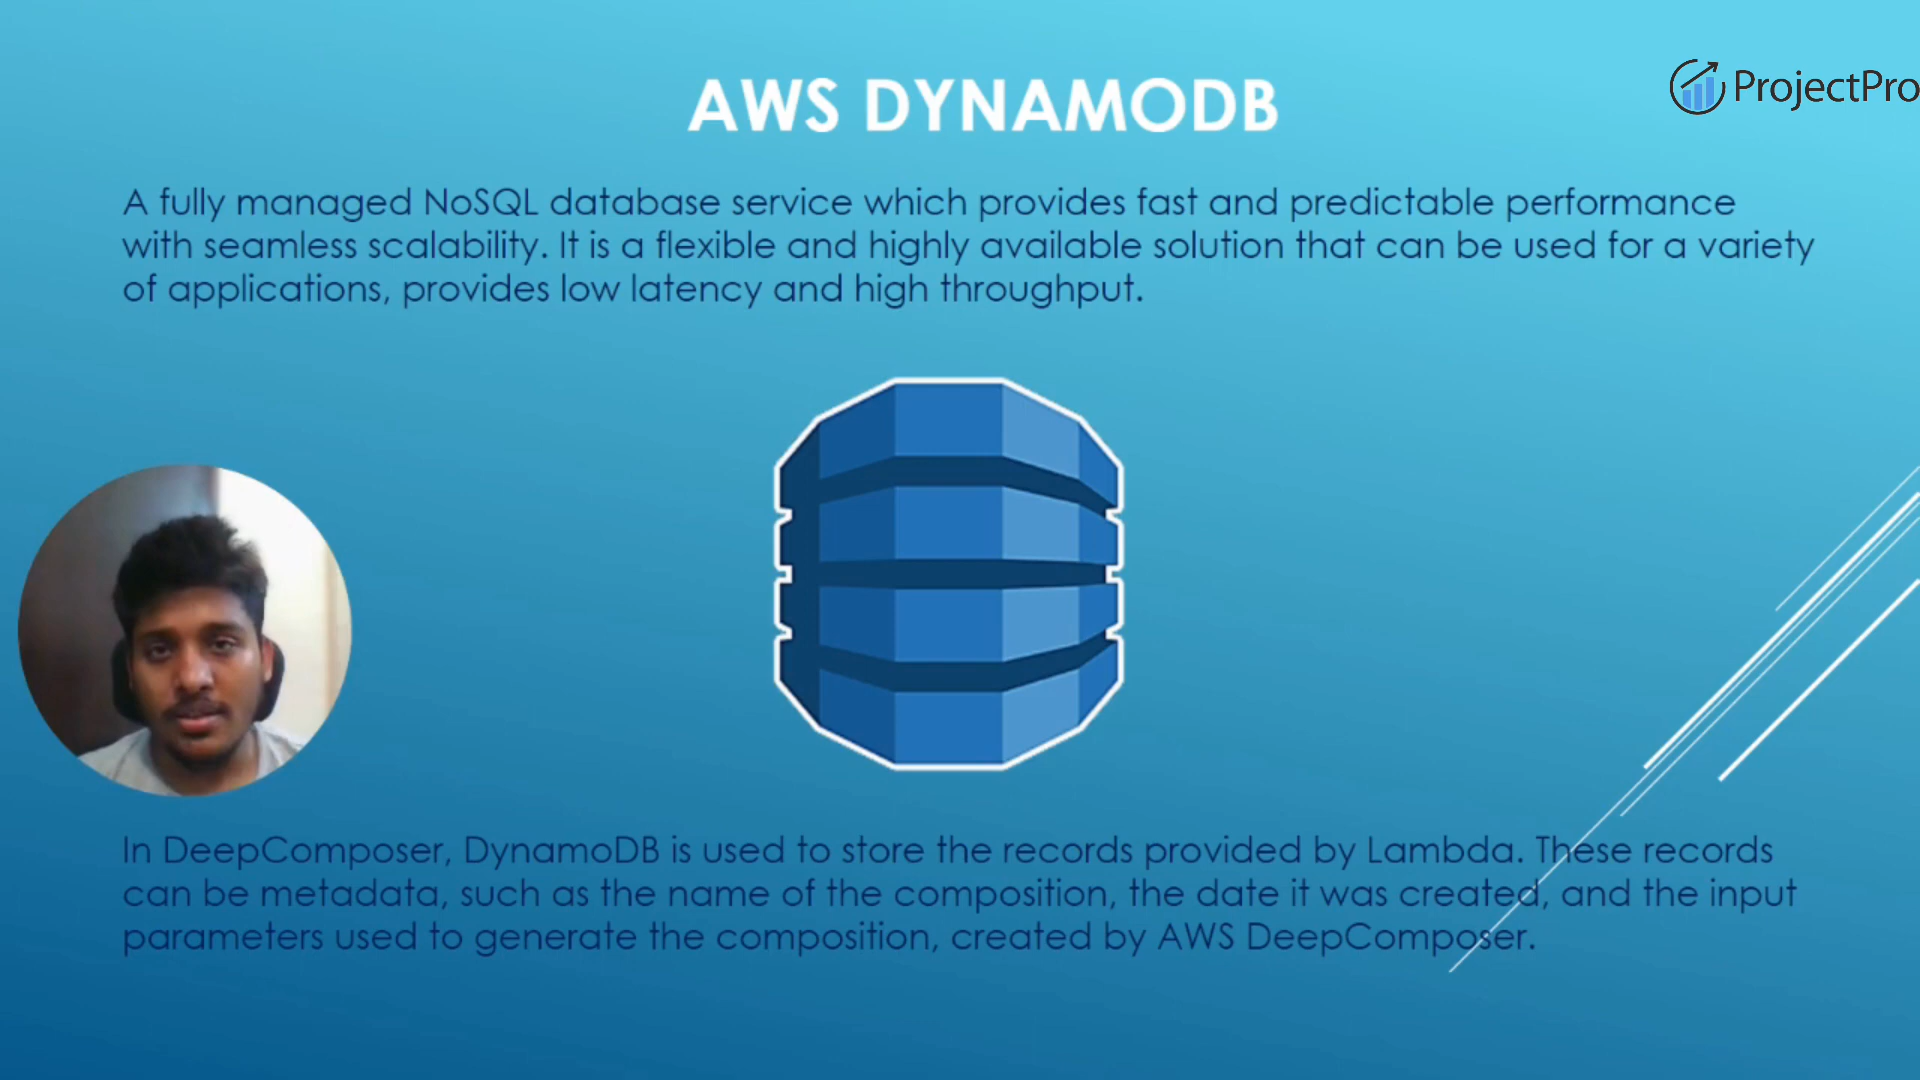 AWS DYNAMODB
ProjectPro
A fully managed NoSQL database service which provides fast and predictable performance
with seamless scalability. It is a flexible and highly available solution that can be used for a variety
of applications, provides low latency and high throughput.
In DeepComposer, DynamoDB is used to store the records provided by Lambda. These records
can be metadata, such as the name of the composition, the date it was created, and the input
parameters used to generate the composition, created by AWS DeepComposer.